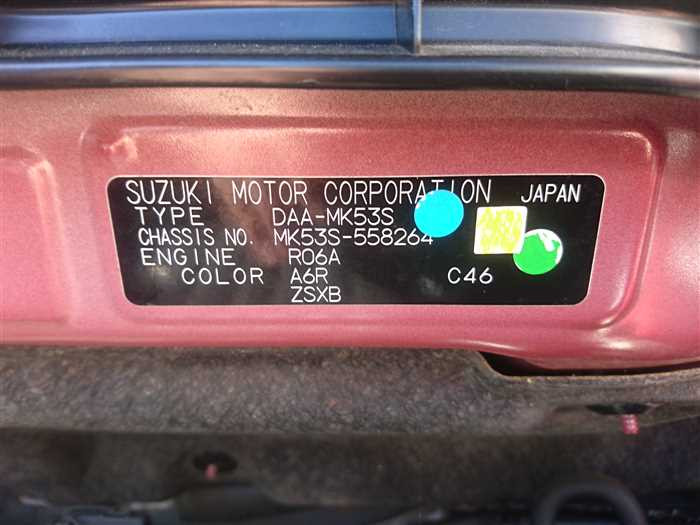 SUZUKI MOTOR CORPORATION JAPAN
TYPE DAA-MK53S
CHASSIS NO. MK53S-558264
ENGINE R06A
COLOR A6R C46
ZSXB